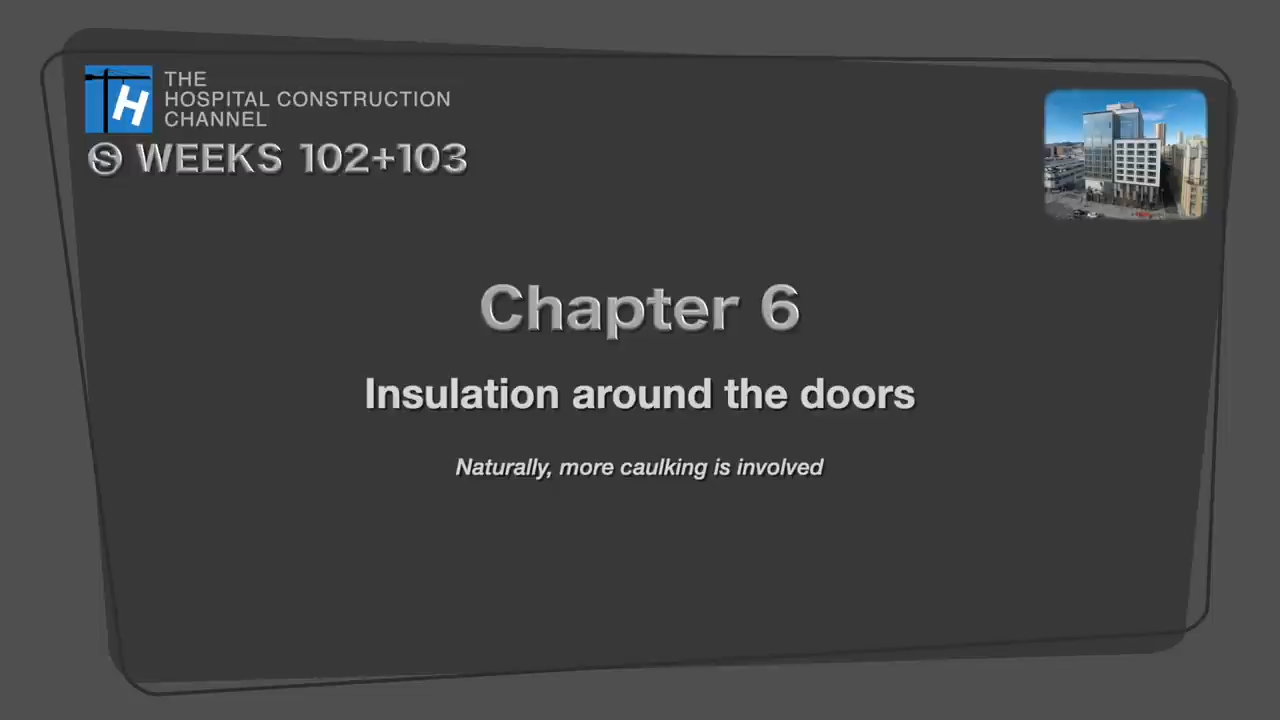 THE
HOSPITAL CONSTRUCTION
CHANNEL
H
S WEEKS 102+103
Chapter 6
Insulation around the doors
Naturally, more caulking is involved